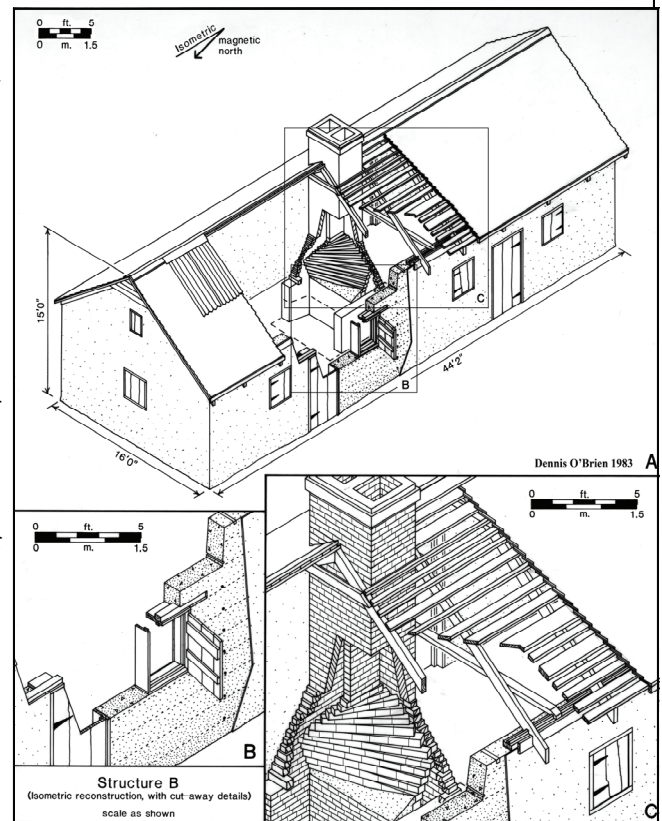 0 ft. 5
0 m. 1.5
Isometric
magnetic
north
15'0"
16'0"
44'2"
C
B
Dennis O'Brien 1983
A
0 ft. 5
0 m. 1.5
B
Structure B
(Isometric reconstruction, with cut-away details)
scale as shown
0 ft. 5
0 m. 1.5
C